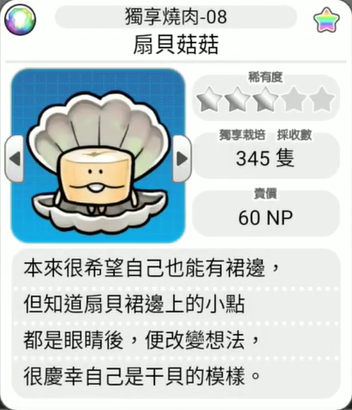 獨享燒肉-08
扇貝菇菇
稀有度
獨享栽培 採收數
345 隻
賣價
60 NP
本來很希望自己也能有裙邊，
但知道扇貝裙邊上的小點
都是眼睛後，便改變想法，
很慶幸自己是干貝的模樣。